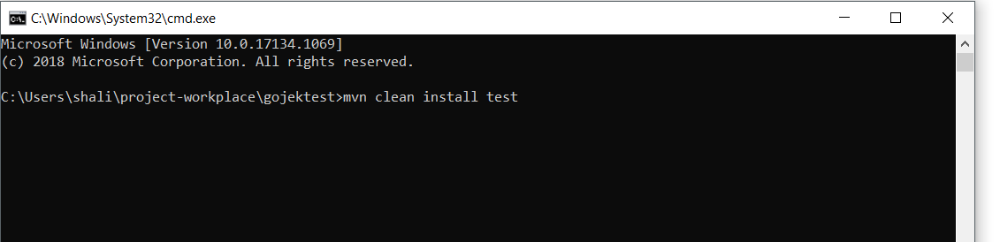 C:\Windows\System32\cmd.exe
Microsoft Windows [Version 10.0.17134.1069]
(c) 2018 Microsoft Corporation. All rights reserved.
C:\Users\shali\project-workplace\gojektest>mvn clean install test